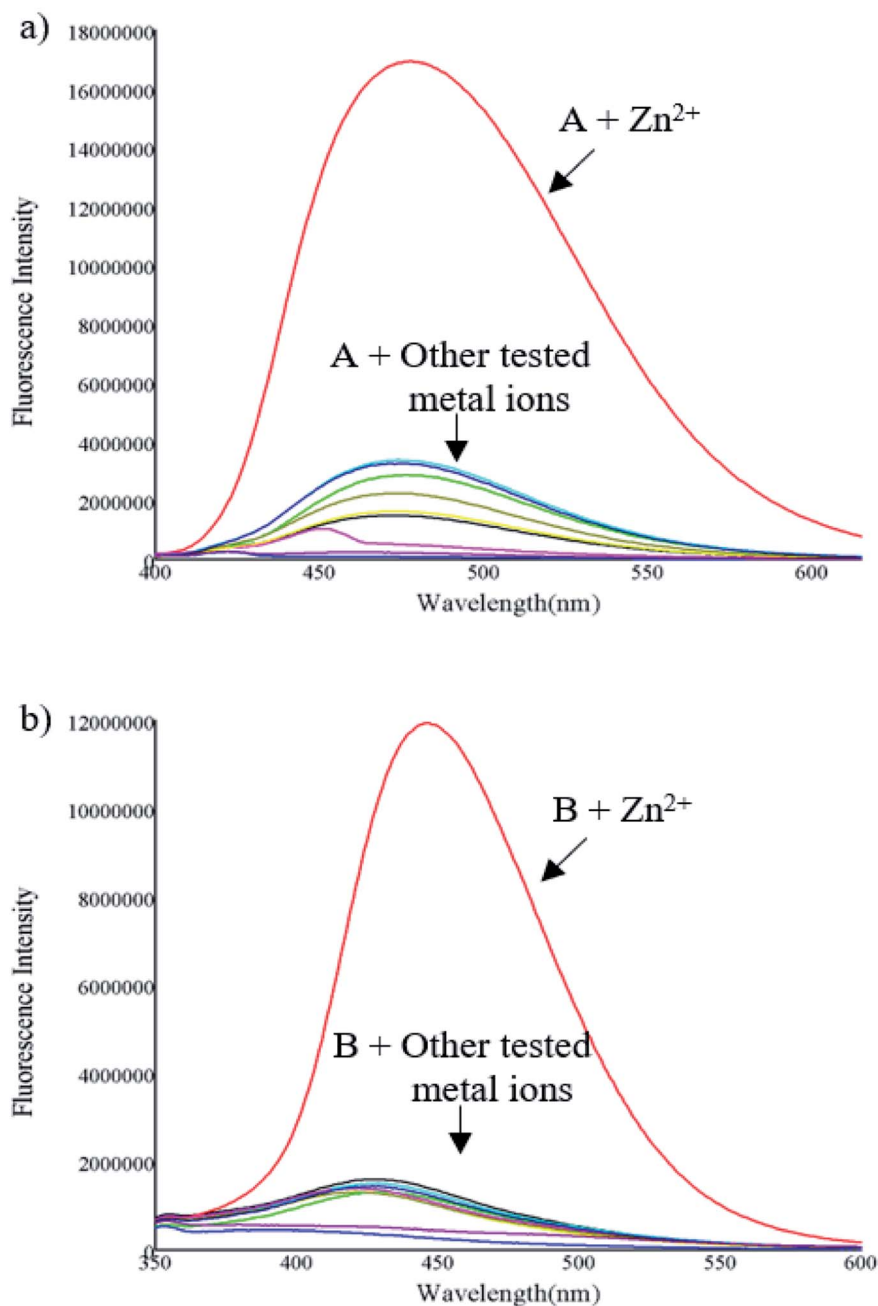 a)
18000000
16000000
14000000
12000000
10000000
8000000
6000000
4000000
2000000
0
Fluorescence Intensity
A + Zn²⁺
A + Other tested
metal ions
400
450
500
550
600
Wavelength(nm)
b)
12000000
10000000
8000000
6000000
4000000
2000000
0
Fluorescence Intensity
B + Zn²⁺
B + Other tested
metal ions
350
400
450
500
550
600
Wavelength(nm)